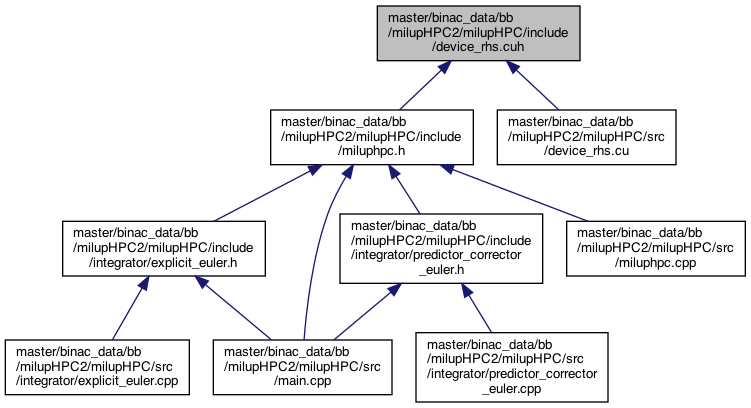 master/binac_data/bb
/milupHPC2/milupHPC/include
/device_rhs.cuh
master/binac_data/bb
/milupHPC2/milupHPC/include
/miluphpc.h
master/binac_data/bb
/milupHPC2/milupHPC/src
/device_rhs.cu
master/binac_data/bb
/milupHPC2/milupHPC/include
/integrator/explicit_euler.h
master/binac_data/bb
/milupHPC2/milupHPC/include
/integrator/predictor_corrector
_euler.h
master/binac_data/bb
/milupHPC2/milupHPC/src
/miluphpc.cpp
master/binac_data/bb
/milupHPC2/milupHPC/src
/integrator/explicit_euler.cpp
master/binac_data/bb
/milupHPC2/milupHPC/src
/main.cpp
master/binac_data/bb
/milupHPC2/milupHPC/src
/integrator/predictor_corrector
_euler.cpp